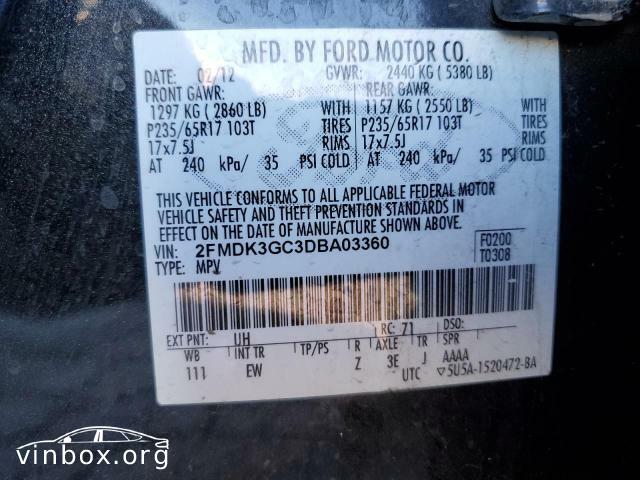 MFD. BY FORD MOTOR CO.
DATE: 02/12 GVWR: 2440 KG ( 5380 LB)
FRONT GAWR: REAR GAWR:
1297 KG ( 2860 LB) WITH 1157 KG ( 2550 LB) WITH
P235/65R17 103T TIRES P235/65R17 103T TIRES
17x7.5J RIMS 17x7.5J RIMS
AT 240 kPa/ 35 PSI COLD AT 240 kPa/ 35 PSI COLD
THIS VEHICLE CONFORMS TO ALL APPLICABLE FEDERAL MOTOR
VEHICLE SAFETY AND THEFT PREVENTION STANDARDS IN
EFFECT ON THE DATE OF MANUFACTURE SHOWN ABOVE.
VIN: 2FMDK3GC3DBA03360 F0200
TYPE: MPV T0308
EXT PNT: UH RC: 71 DSO:
WB INT TR TP/PS R AXLE TR SPR
111 EW Z 3E J AAAA
UTC ▽5U5A-1520472-BA
vinbox.org